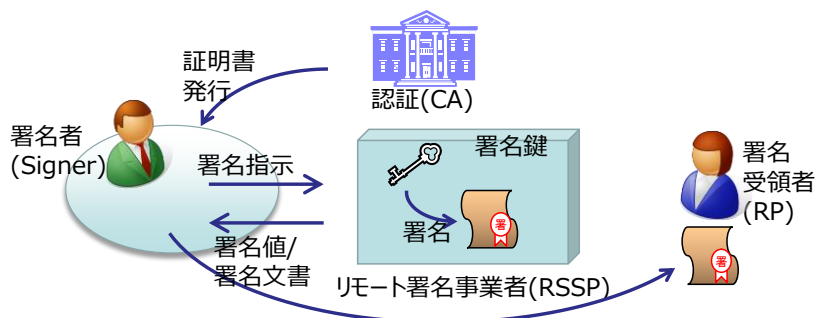 証明書
発行
認証(CA)
署名者
(Signer)
署名指示
署名鍵
署名
署
署名値/
署名文書
リモート署名事業者(RSSP)
署名
受領者
(RP)
署